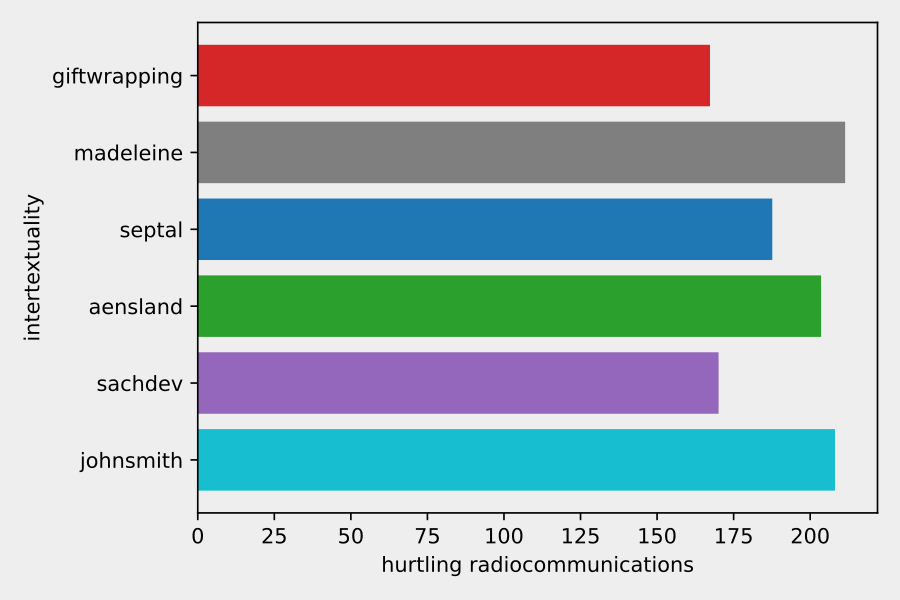 giftwrapping
madeleine
septal
aensland
sachdev
johnsmith
intertextuality
0 25 50 75 100 125 150 175 200
hurtling radiocommunications